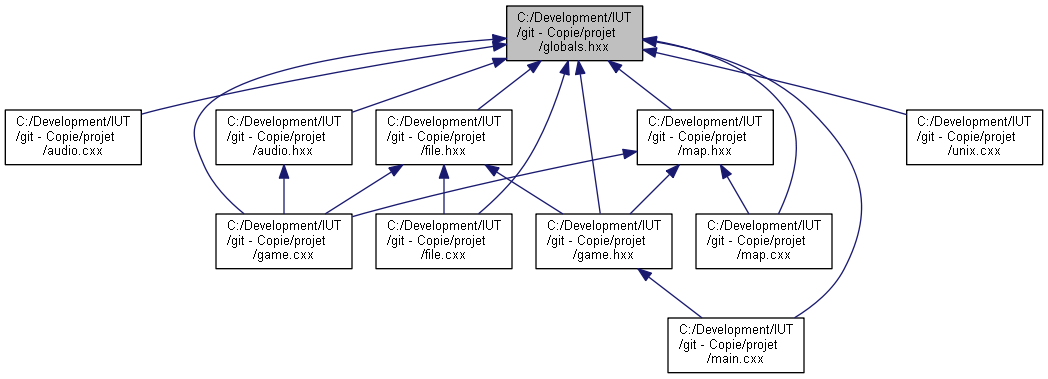 C:/Development/IUT
/git - Copie/projet
/globals.hxx
C:/Development/IUT
/git - Copie/projet
/audio.cxx
C:/Development/IUT
/git - Copie/projet
/audio.hxx
C:/Development/IUT
/git - Copie/projet
/file.hxx
C:/Development/IUT
/git - Copie/projet
/map.hxx
C:/Development/IUT
/git - Copie/projet
/unix.cxx
C:/Development/IUT
/git - Copie/projet
/game.cxx
C:/Development/IUT
/git - Copie/projet
/file.cxx
C:/Development/IUT
/git - Copie/projet
/game.hxx
C:/Development/IUT
/git - Copie/projet
/map.cxx
C:/Development/IUT
/git - Copie/projet
/main.cxx